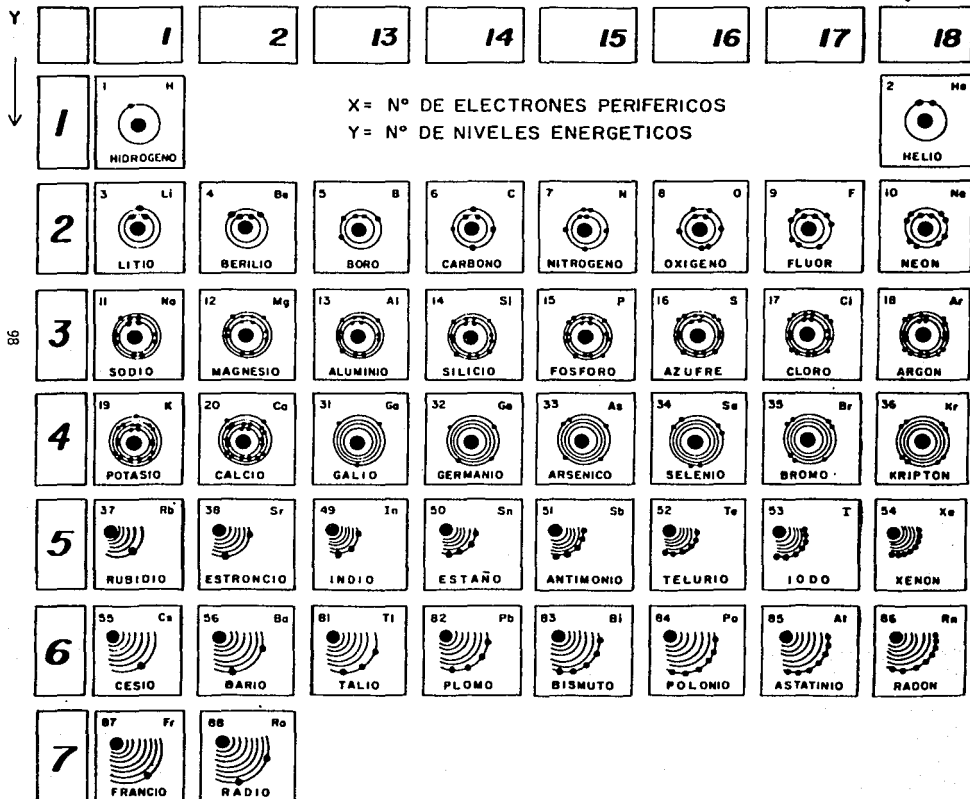 Y
1 2 13 14 15 16 17 18
1
1 H
HIDROGENO
X= Nº DE ELECTRONES PERIFERICOS
Y= Nº DE NIVELES ENERGETICOS
2 He
HELIO
2
3 Li
LITIO
4 Be
BERILIO
5 B
BORO
6 C
CARBONO
7 N
NITROGENO
8 O
OXIGENO
9 F
FLUOR
10 Ne
NEON
98
3
11 Na
SODIO
12 Mg
MAGNESIO
13 Al
ALUMINIO
14 Si
SILICIO
15 P
FOSFORO
16 S
AZUFRE
17 Cl
CLORO
18 Ar
ARGON
4
19 K
POTASIO
20 Ca
CALCIO
31 Ga
GALIO
32 Ge
GERMANIO
33 As
ARSENICO
34 Se
SELENIO
35 Br
BROMO
36 Kr
KRIPTON
5
37 Rb
RUBIDIO
38 Sr
ESTRONCIO
49 In
INDIO
50 Sn
ESTAÑO
51 Sb
ANTIMONIO
52 Te
TELURIO
53 I
IODO
54 Xe
XENON
6
55 Cs
CESIO
56 Ba
BARIO
81 Tl
TALIO
82 Pb
PLOMO
83 Bi
BISMUTO
84 Po
POLONIO
85 At
ASTATINIO
86 Rn
RADON
7
87 Fr
FRANCIO
88 Ra
RADIO